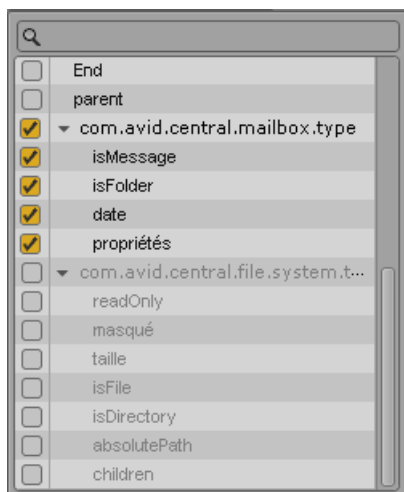 End
parent
com.avid.central.mailbox.type
isMessage
isFolder
date
propriétés
com.avid.central.file.system.t...
readOnly
masqué
taille
isFile
isDirectory
absolutePath
children